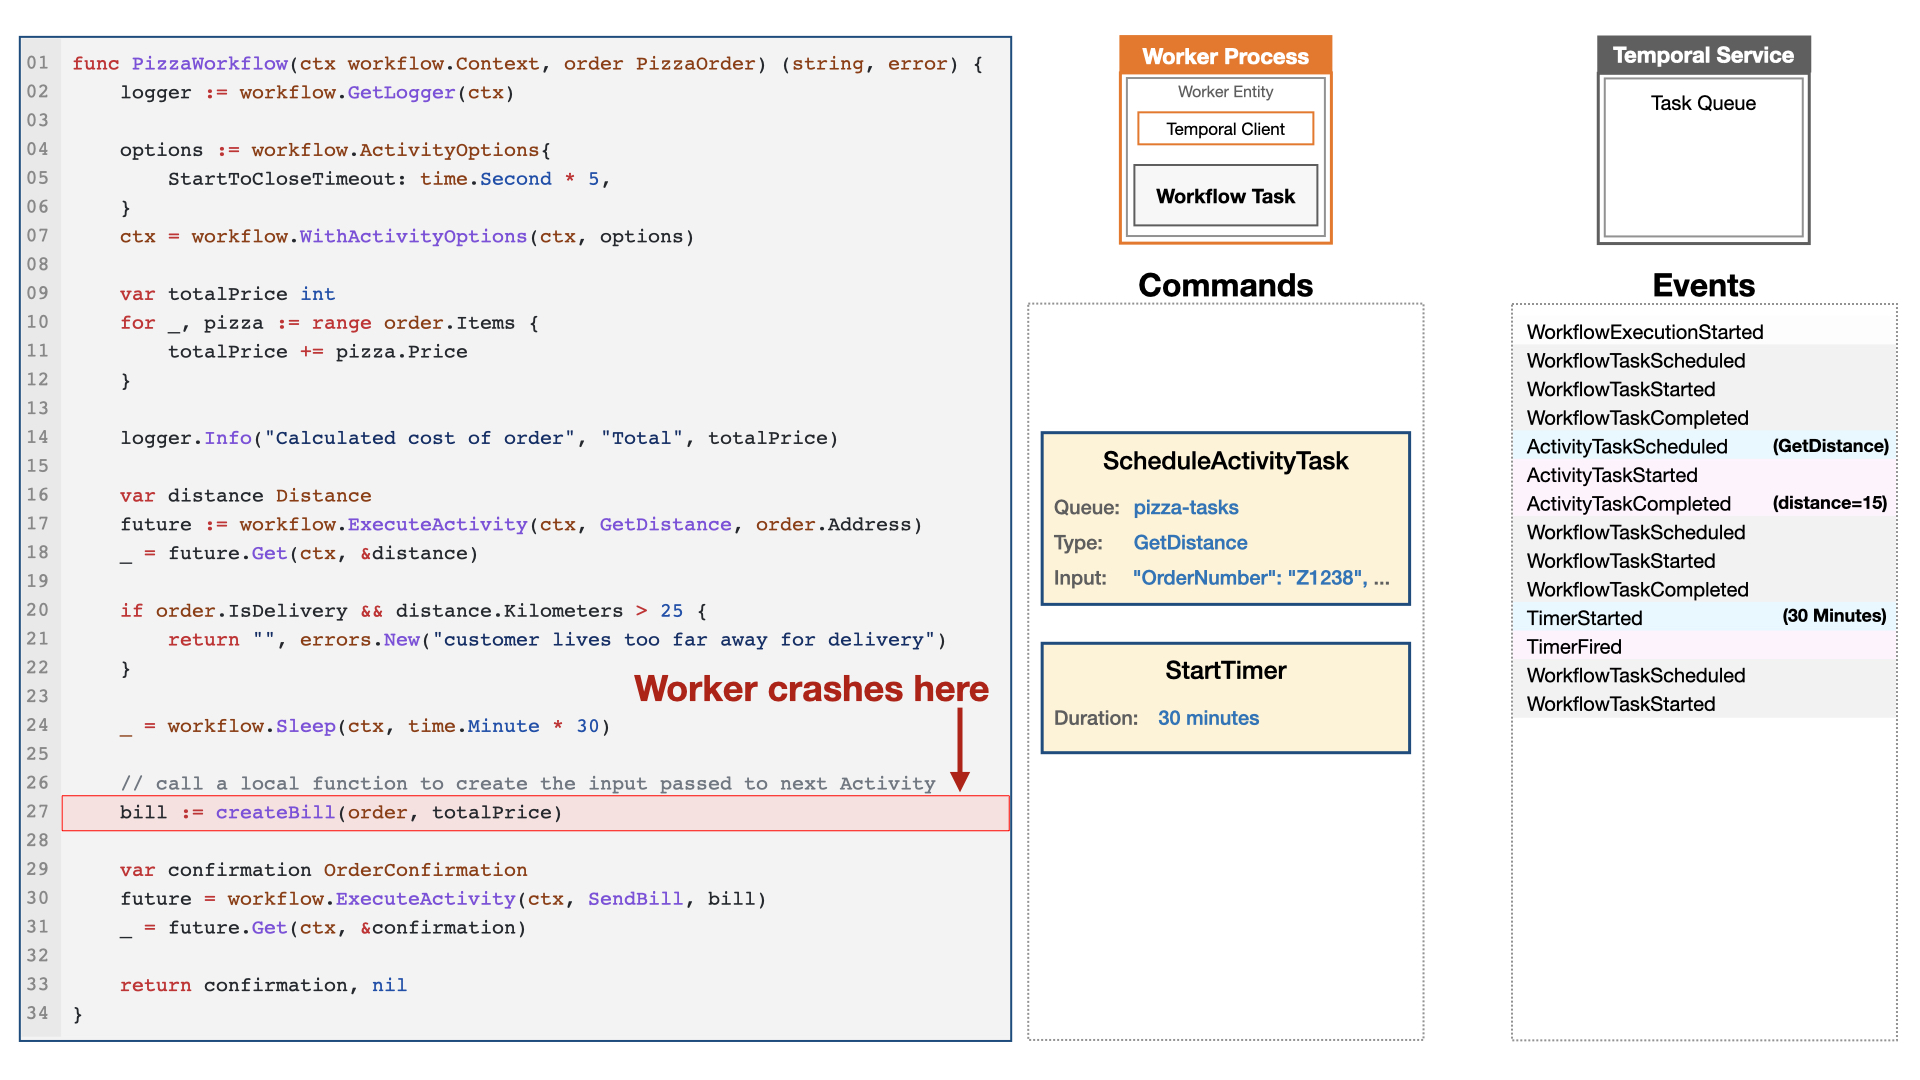 01 func PizzaWorkflow(ctx workflow.Context, order PizzaOrder) (string, error) {
02     logger := workflow.GetLogger(ctx)
03
04     options := workflow.ActivityOptions{
05         StartToCloseTimeout: time.Second * 5,
06     }
07     ctx = workflow.WithActivityOptions(ctx, options)
08
09     var totalPrice int
10     for _, pizza := range order.Items {
11         totalPrice += pizza.Price
12     }
13
14     logger.Info("Calculated cost of order", "Total", totalPrice)
15
16     var distance Distance
17     future := workflow.ExecuteActivity(ctx, GetDistance, order.Address)
18     _ = future.Get(ctx, &distance)
19
20     if order.IsDelivery && distance.Kilometers > 25 {
21         return "", errors.New("customer lives too far away for delivery")
22     }
23
Worker crashes here
24     _ = workflow.Sleep(ctx, time.Minute * 30)
25
26     // call a local function to create the input passed to next Activity
27     bill := createBill(order, totalPrice)
28
29     var confirmation OrderConfirmation
30     future = workflow.ExecuteActivity(ctx, SendBill, bill)
31     _ = future.Get(ctx, &confirmation)
32
33     return confirmation, nil
34 }
Worker Process
Worker Entity
Temporal Client
Workflow Task
Commands
ScheduleActivityTask
Queue: pizza-tasks
Type: GetDistance
Input: "OrderNumber": "Z1238", ...
StartTimer
Duration: 30 minutes
Temporal Service
Task Queue
Events
WorkflowExecutionStarted
WorkflowTaskScheduled
WorkflowTaskStarted
WorkflowTaskCompleted
ActivityTaskScheduled (GetDistance)
ActivityTaskStarted
ActivityTaskCompleted (distance=15)
WorkflowTaskScheduled
WorkflowTaskStarted
WorkflowTaskCompleted
TimerStarted (30 Minutes)
TimerFired
WorkflowTaskScheduled
WorkflowTaskStarted